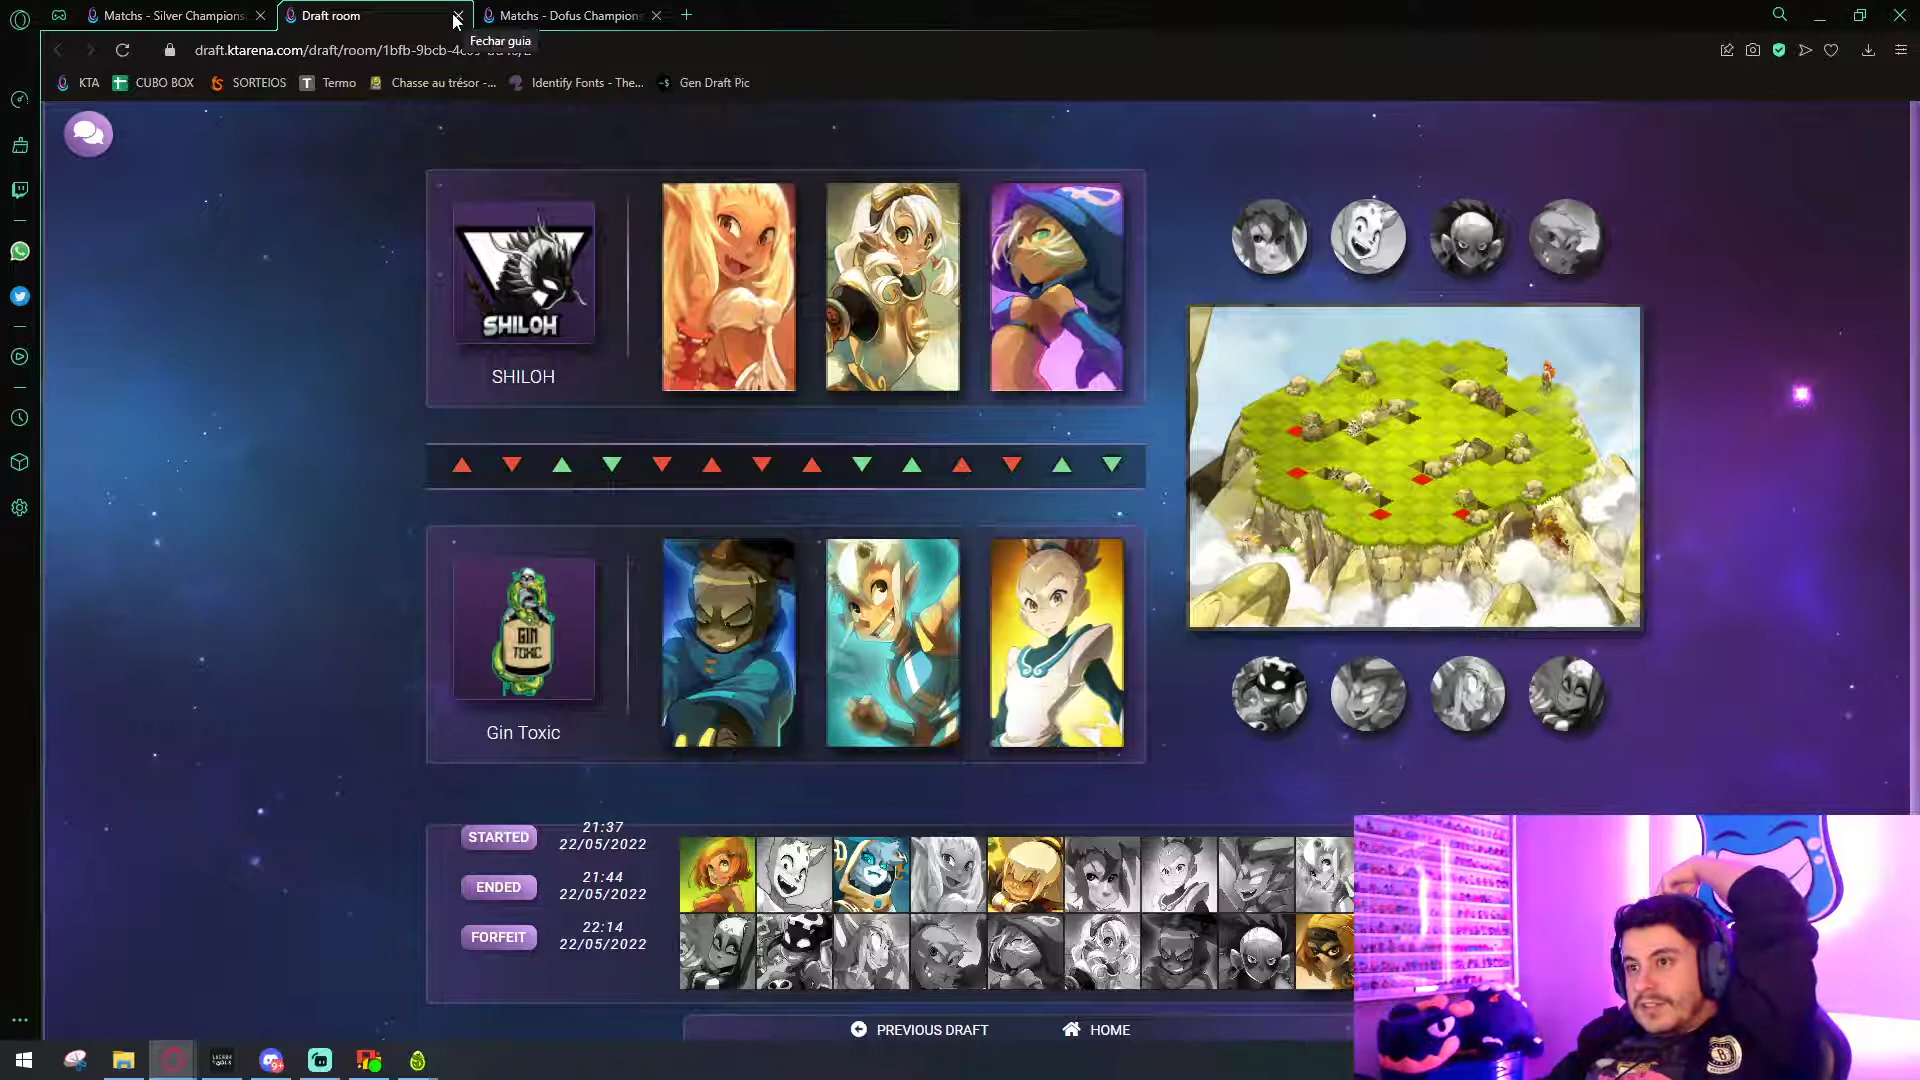 Matchs - Silver Champions
Draft room
Matchs - Dofus Champions
Fechar guia
draft.ktarena.com/draft/room/1bfb-9bcb-4c
KTA
CUBO BOX
SORTEIOS
T Termo
Chasse au trésor -...
Identify Fonts - The...
Gen Draft Pic
SHILOH
SHILOH
GIN
TOXIC
Gin Toxic
STARTED
21:37
22/05/2022
ENDED
21:44
22/05/2022
FORFEIT
22:14
22/05/2022
PREVIOUS DRAFT
HOME
9+